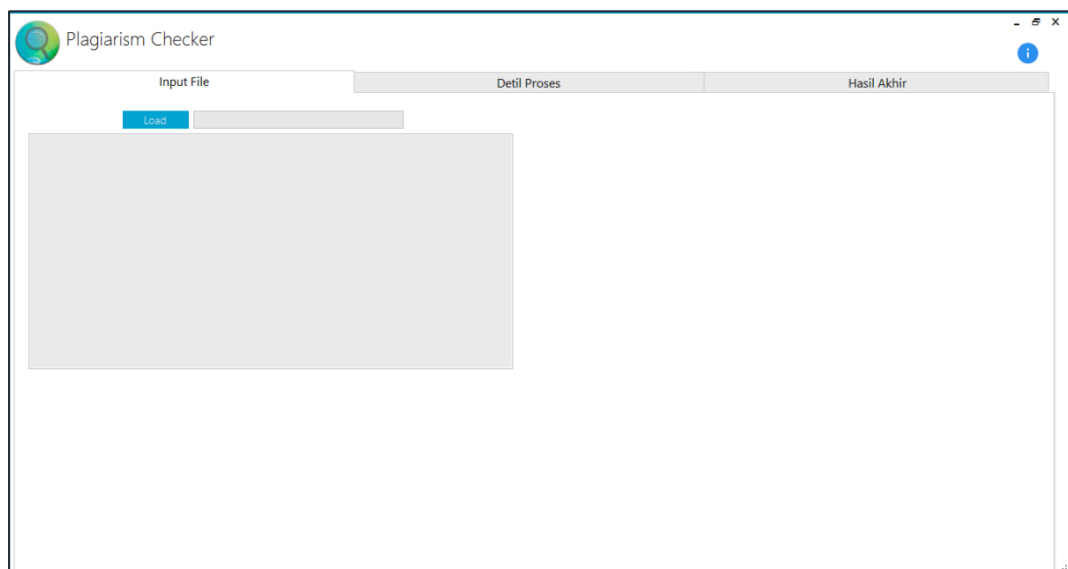 Plagiarism Checker
Input File
Detil Proses
Hasil Akhir
Load